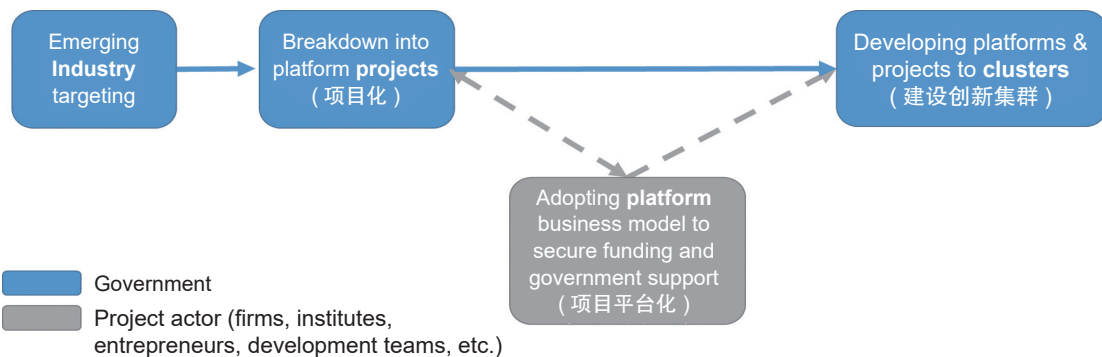 Emerging
Industry
targeting
Breakdown into
platform projects
( 项目化 )
Developing platforms &
projects to clusters
( 建设创新集群 )
Adopting platform
business model to
secure funding and
government support
( 项目平台化 )
Government
Project actor (firms, institutes,
entrepreneurs, development teams, etc.)